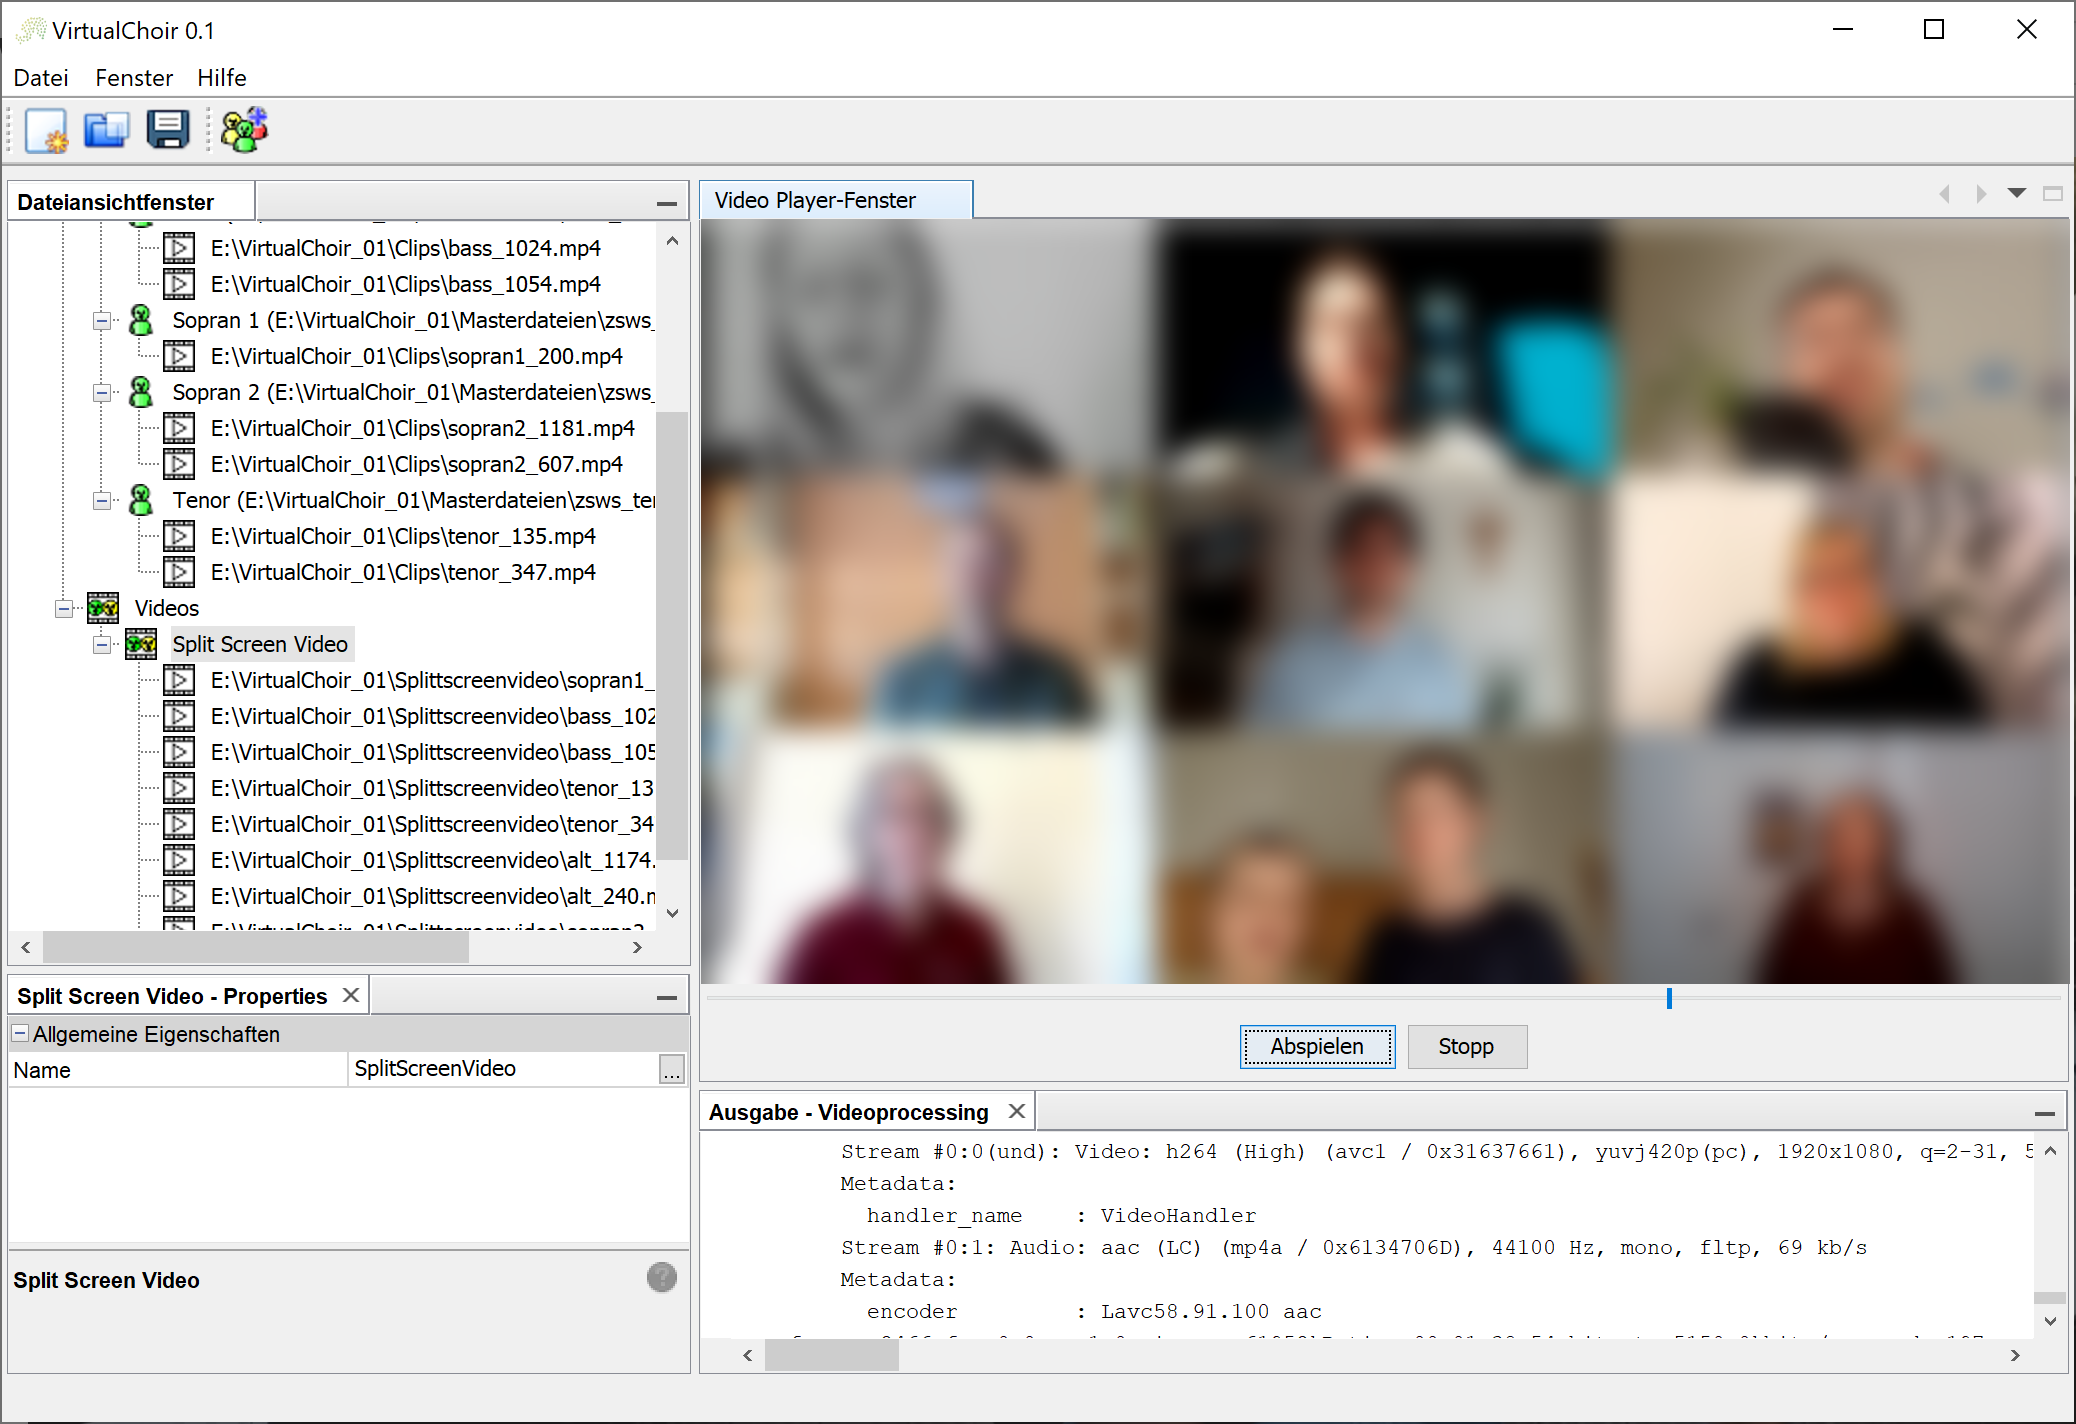 VirtualChoir 0.1
Datei Fenster Hilfe
Dateiansichtfenster
E:\VirtualChoir_01\Clips\bass_1024.mp4
E:\VirtualChoir_01\Clips\bass_1054.mp4
Sopran 1 (E:\VirtualChoir_01\Masterdateien\zsws_
E:\VirtualChoir_01\Clips\sopran1_200.mp4
Sopran 2 (E:\VirtualChoir_01\Masterdateien\zsws_
E:\VirtualChoir_01\Clips\sopran2_1181.mp4
E:\VirtualChoir_01\Clips\sopran2_607.mp4
Tenor (E:\VirtualChoir_01\Masterdateien\zsws_ter
E:\VirtualChoir_01\Clips\tenor_135.mp4
E:\VirtualChoir_01\Clips\tenor_347.mp4
Videos
Split Screen Video
E:\VirtualChoir_01\Splittscreenvideo\sopran1_
E:\VirtualChoir_01\Splittscreenvideo\bass_102
E:\VirtualChoir_01\Splittscreenvideo\bass_105
E:\VirtualChoir_01\Splittscreenvideo\tenor_13
E:\VirtualChoir_01\Splittscreenvideo\tenor_34
E:\VirtualChoir_01\Splittscreenvideo\alt_1174.
E:\VirtualChoir_01\Splittscreenvideo\alt_240.m
Split Screen Video - Properties
Allgemeine Eigenschaften
Name SplitScreenVideo ...
Split Screen Video
?
Video Player-Fenster
Abspielen Stopp
Ausgabe - Videoprocessing
Stream #0:0(und): Video: h264 (High) (avc1 / 0x31637661), yuvj420p(pc), 1920x1080, q=2-31, 5
Metadata:
handler_name : VideoHandler
Stream #0:1: Audio: aac (LC) (mp4a / 0x6134706D), 44100 Hz, mono, fltp, 69 kb/s
Metadata:
encoder : Lavc58.91.100 aac